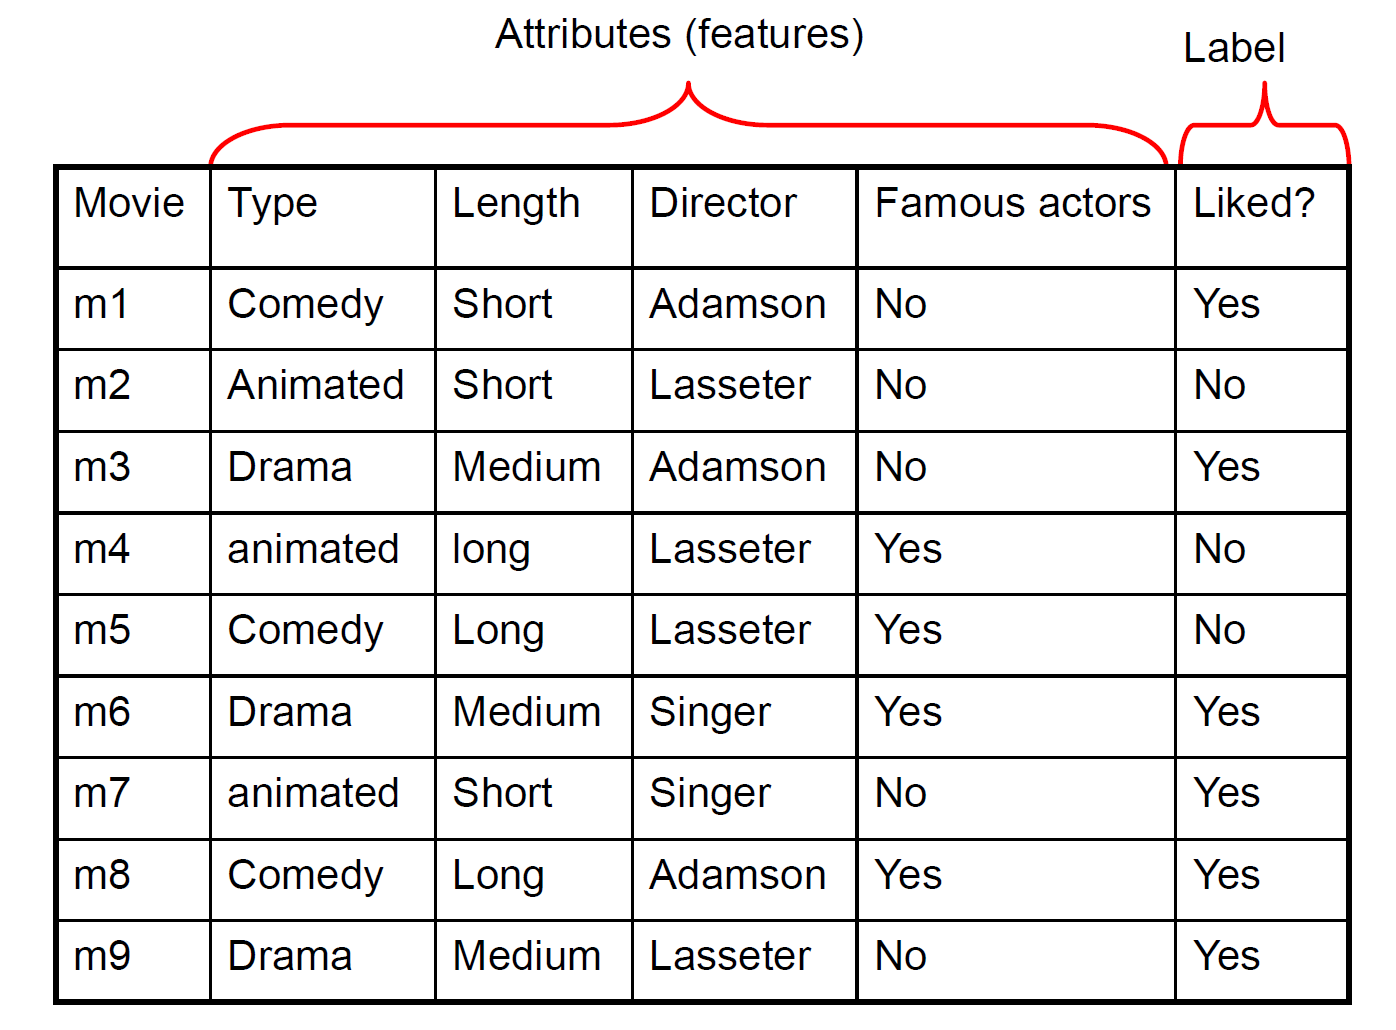 Attributes (features)
Label
Movie Type Length Director Famous actors Liked?
m1 Comedy Short Adamson No Yes
m2 Animated Short Lasseter No No
m3 Drama Medium Adamson No Yes
m4 animated long Lasseter Yes No
m5 Comedy Long Lasseter Yes No
m6 Drama Medium Singer Yes Yes
m7 animated Short Singer No Yes
m8 Comedy Long Adamson Yes Yes
m9 Drama Medium Lasseter No Yes